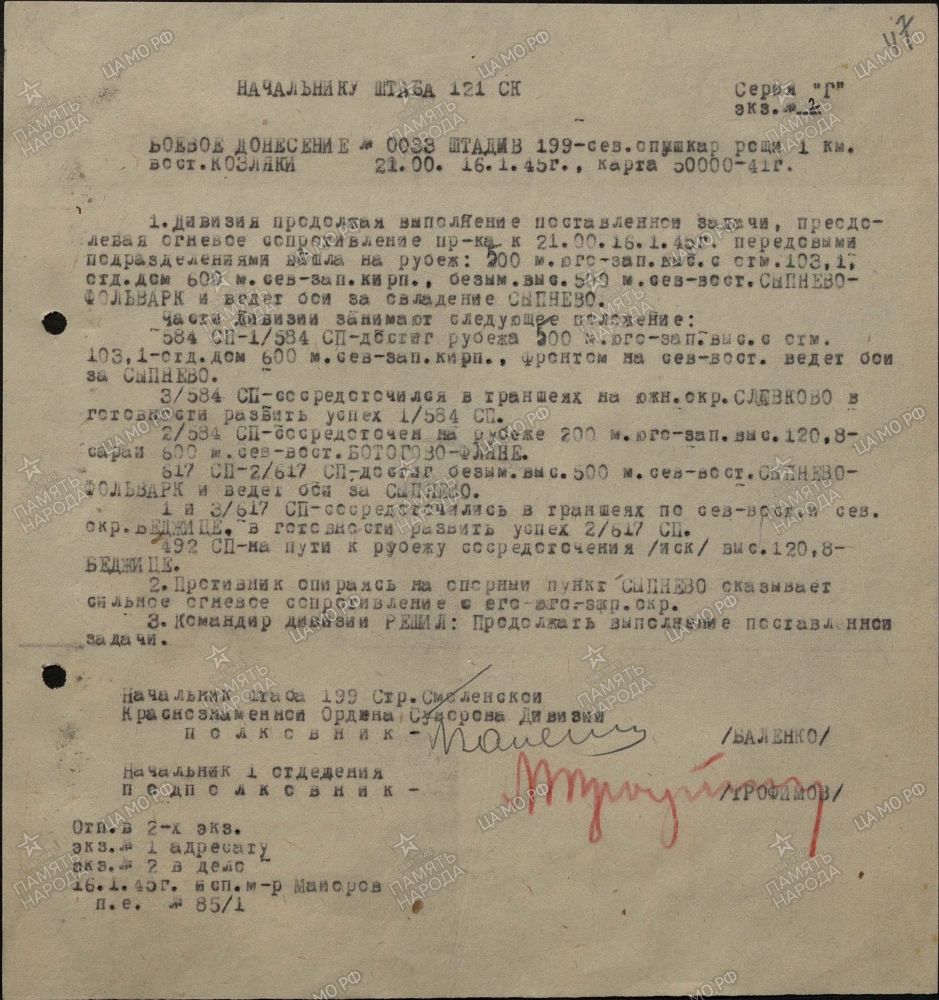 47
НАЧАЛЬНИКУ ШТАБА 121 СК Серия "Г"
экз.№ 2
БОЕВОЕ ДОНЕСЕНИЕ № 0033 ШТАДИВ 199-сев.опушкар рощи 1 км.
вост.КОЗЛЯКИ 21.00. 16.1.45г., карта 50000-41г.
1.Дивизия продолжая выполнение поставленной задачи, преодо-
левая огневое сопротивление пр-ка к 21.00.16.1.45г. передовыми
подразделениями вышла на рубеж: 500 м.юго-зап.выс.с отм.103,1,
отд.дом 600 м.сев-зап.кирп., безым.выс.500 м.сев-вост.СЫПНЕВО-
ФОЛЬВАРК и ведет бои за овладение СЫПНЕВО.
Части дивизии занимают следующее положение:
584 СП-1/584 СП-достиг рубежа 500 м.юго-зап.выс.с отм.
103,1-отд.дом 600 м.сев-зап.кирп., фронтом на сев-вост. ведет бои
за СЫПНЕВО.
3/584 СП-сосредоточился в траншеях на южн.окр.СЛЕВКОВО в
готовности развить успех 1/584 СП.
2/584 СП-сосредоточен на рубеже 200 м.юго-зап.выс.120,8-
сарай 600 м.сев-вост.БОТОГОВО-ФЛЯНЕ.
617 СП-2/617 СП-достиг безым.выс.500 м.сев-вост.СЫПНЕВО-
ФОЛЬВАРК и ведет бои за СЫПНЕВО.
1 и 3/617 СП-сосредоточились в траншеях по сев-вост.и сев.
окр.БЕДЖИЦЕ, в готовности развить успех 2/617 СП.
492 СП-на пути к рубежу сосредоточения /иск/ выс.120,8-
БЕДЖИЦЕ.
2.Противник опираясь на опорный пункт СЫПНЕВО оказывает
сильное огневое сопротивление с его-юго-зап.окр.
3.Командир дивизии РЕШИЛ: Продолжать выполнение поставленной
задачи.
Начальник штаба 199 Стр.Смоленской
Краснознаменной Ордена Суворова Дивизии
полковник- /ВАЛЕНКО/
Начальник 1 отделения
подполковник- /ТРОФИМОВ/
Отп.в 2-х экз.
экз.№ 1 адресату
экз.№ 2 в дело
16.1.45г. исп.м-р Майоров
п.е. № 85/1
ПАМЯТЬ НАРОДА
ЦАМО РФ